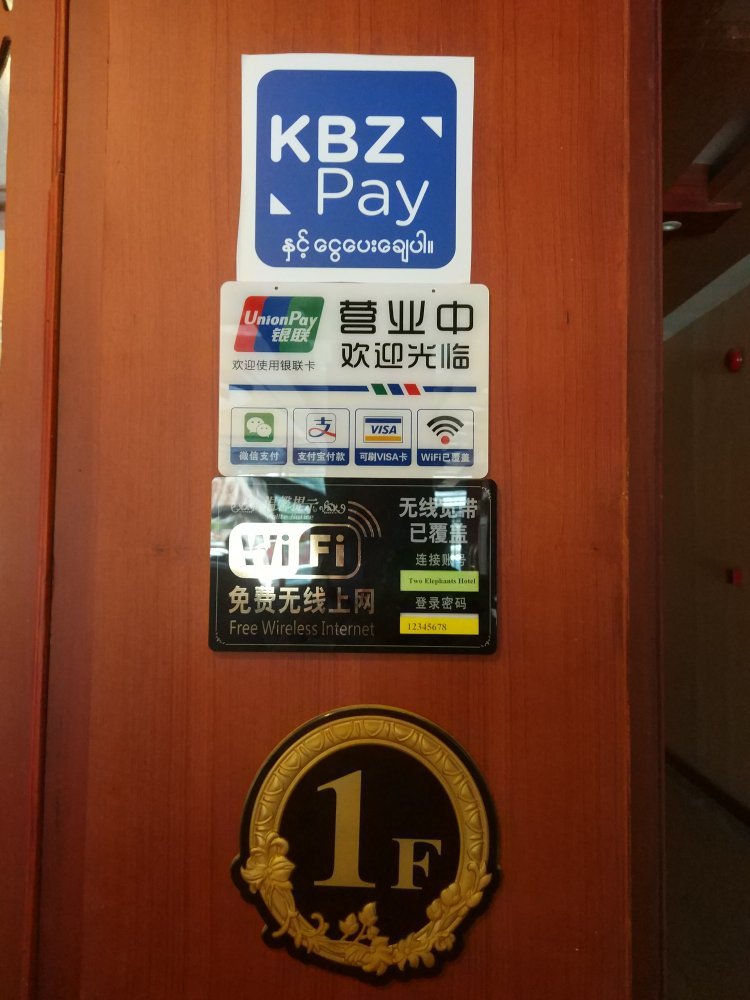 KBZ
Pay
နှင့် ငွေပေးချေပါ။
UnionPay
银联
欢迎使用银联卡
营业中
欢迎光临
微信支付
支付宝付款
VISA
可刷VISA卡
WiFi已覆盖
温馨提示
WiFi
免费无线上网
Free Wireless Internet
无线宽带
已覆盖
连接账号
Two Elephants Hotel
登录密码
12345678
1F